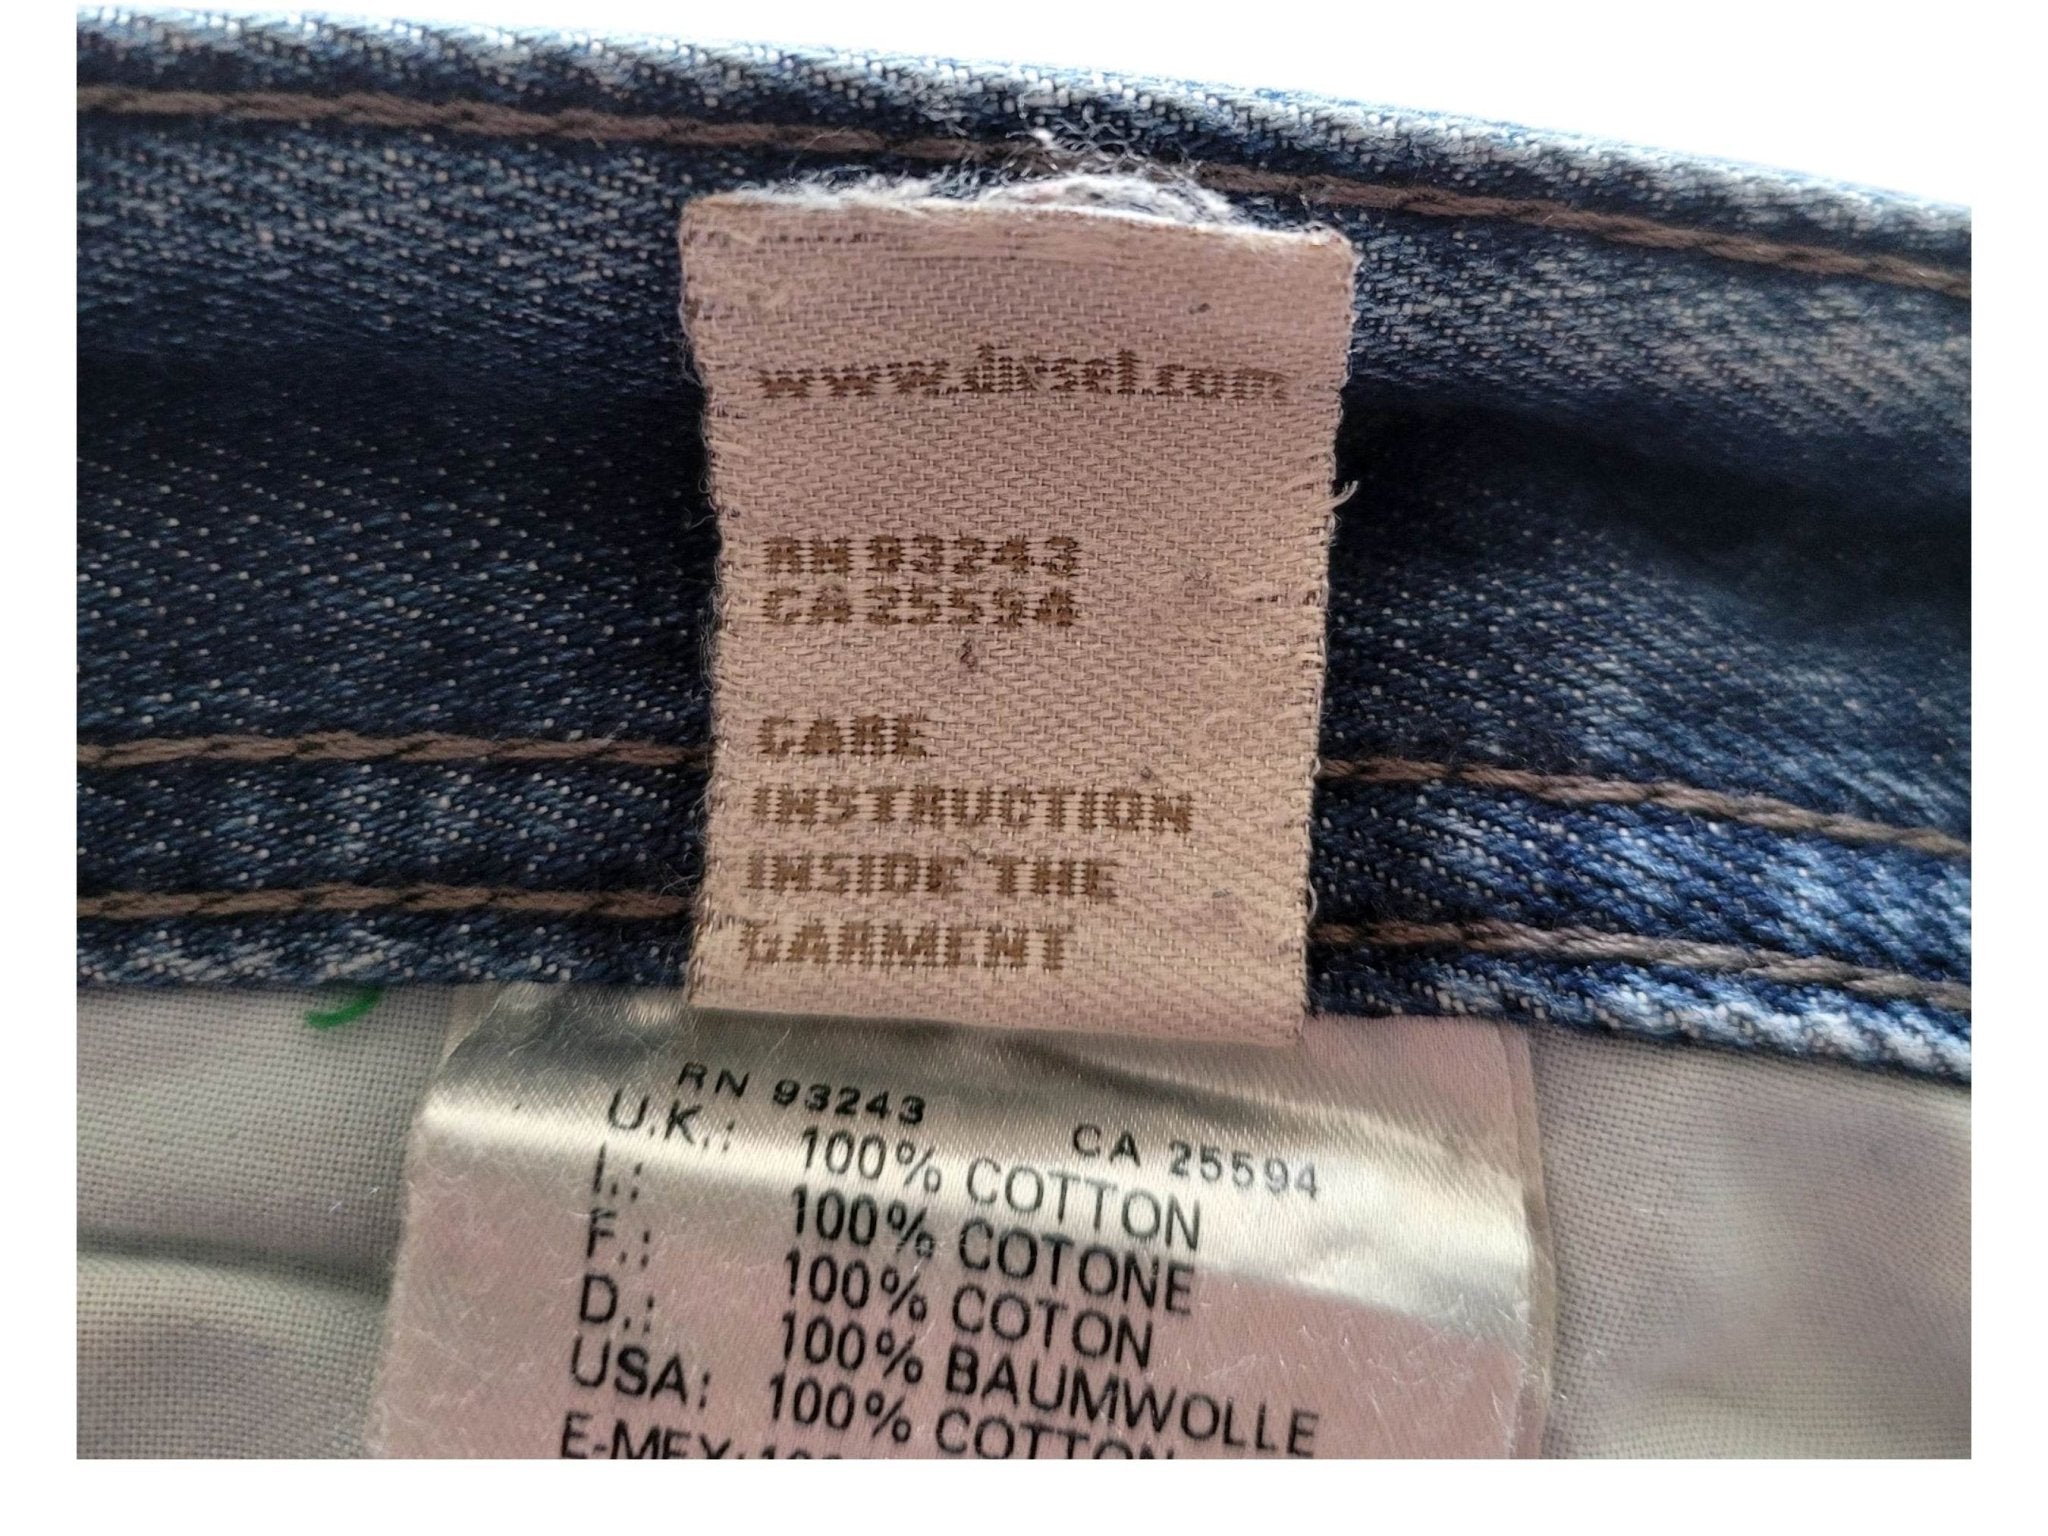 www.diesel.com
RN 93243
CA 25594
CARE
INSTRUCTION
INSIDE THE
GARMENT
RN 93243 CA 25594
U.K.: 100% COTTON
I.: 100% COTONE
F.: 100% COTON
D.: 100% BAUMWOLLE
USA: 100% COTTON
E-MEX: